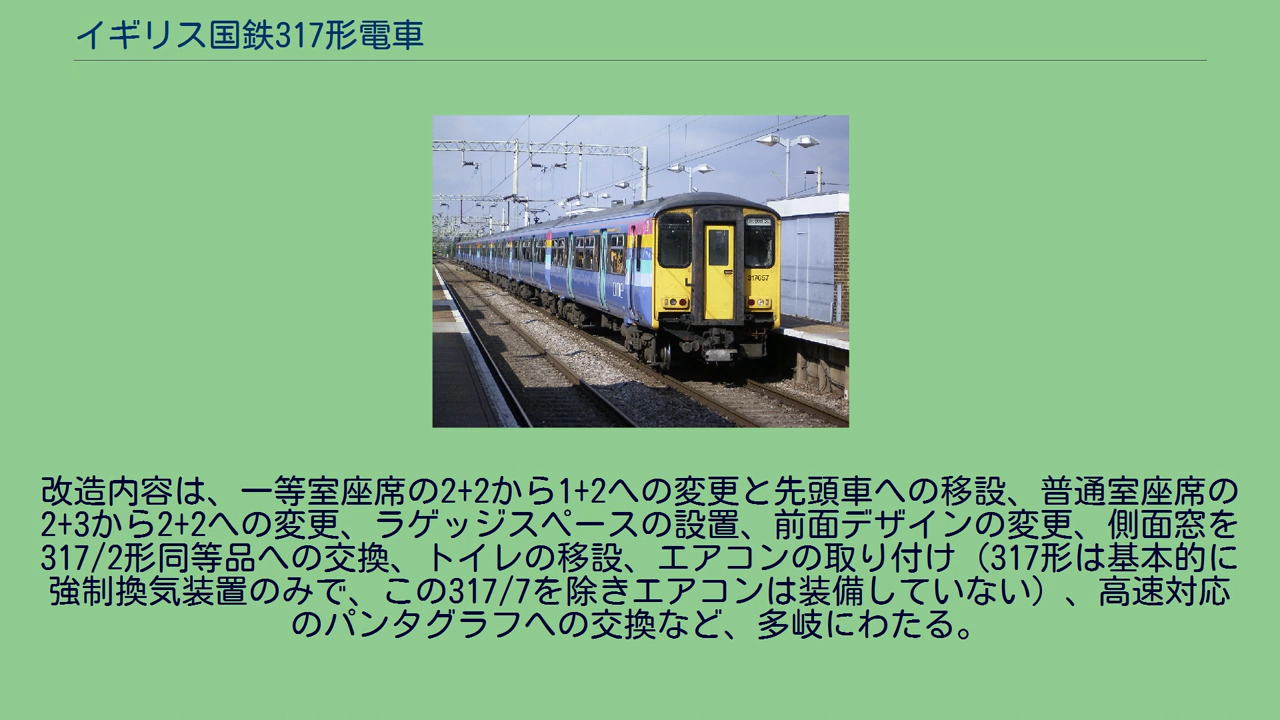 イギリス国鉄317形電車
one
317657
改造内容は、一等室座席の2+2から1+2への変更と先頭車への移設、普通室座席の
2+3から2+2への変更、ラゲッジスペースの設置、前面デザインの変更、側面窓を
317/2形同等品への交換、トイレの移設、エアコンの取り付け（317形は基本的に
強制換気装置のみで、この317/7を除きエアコンは装備していない）、高速対応
のパンタグラフへの交換など、多岐にわたる。